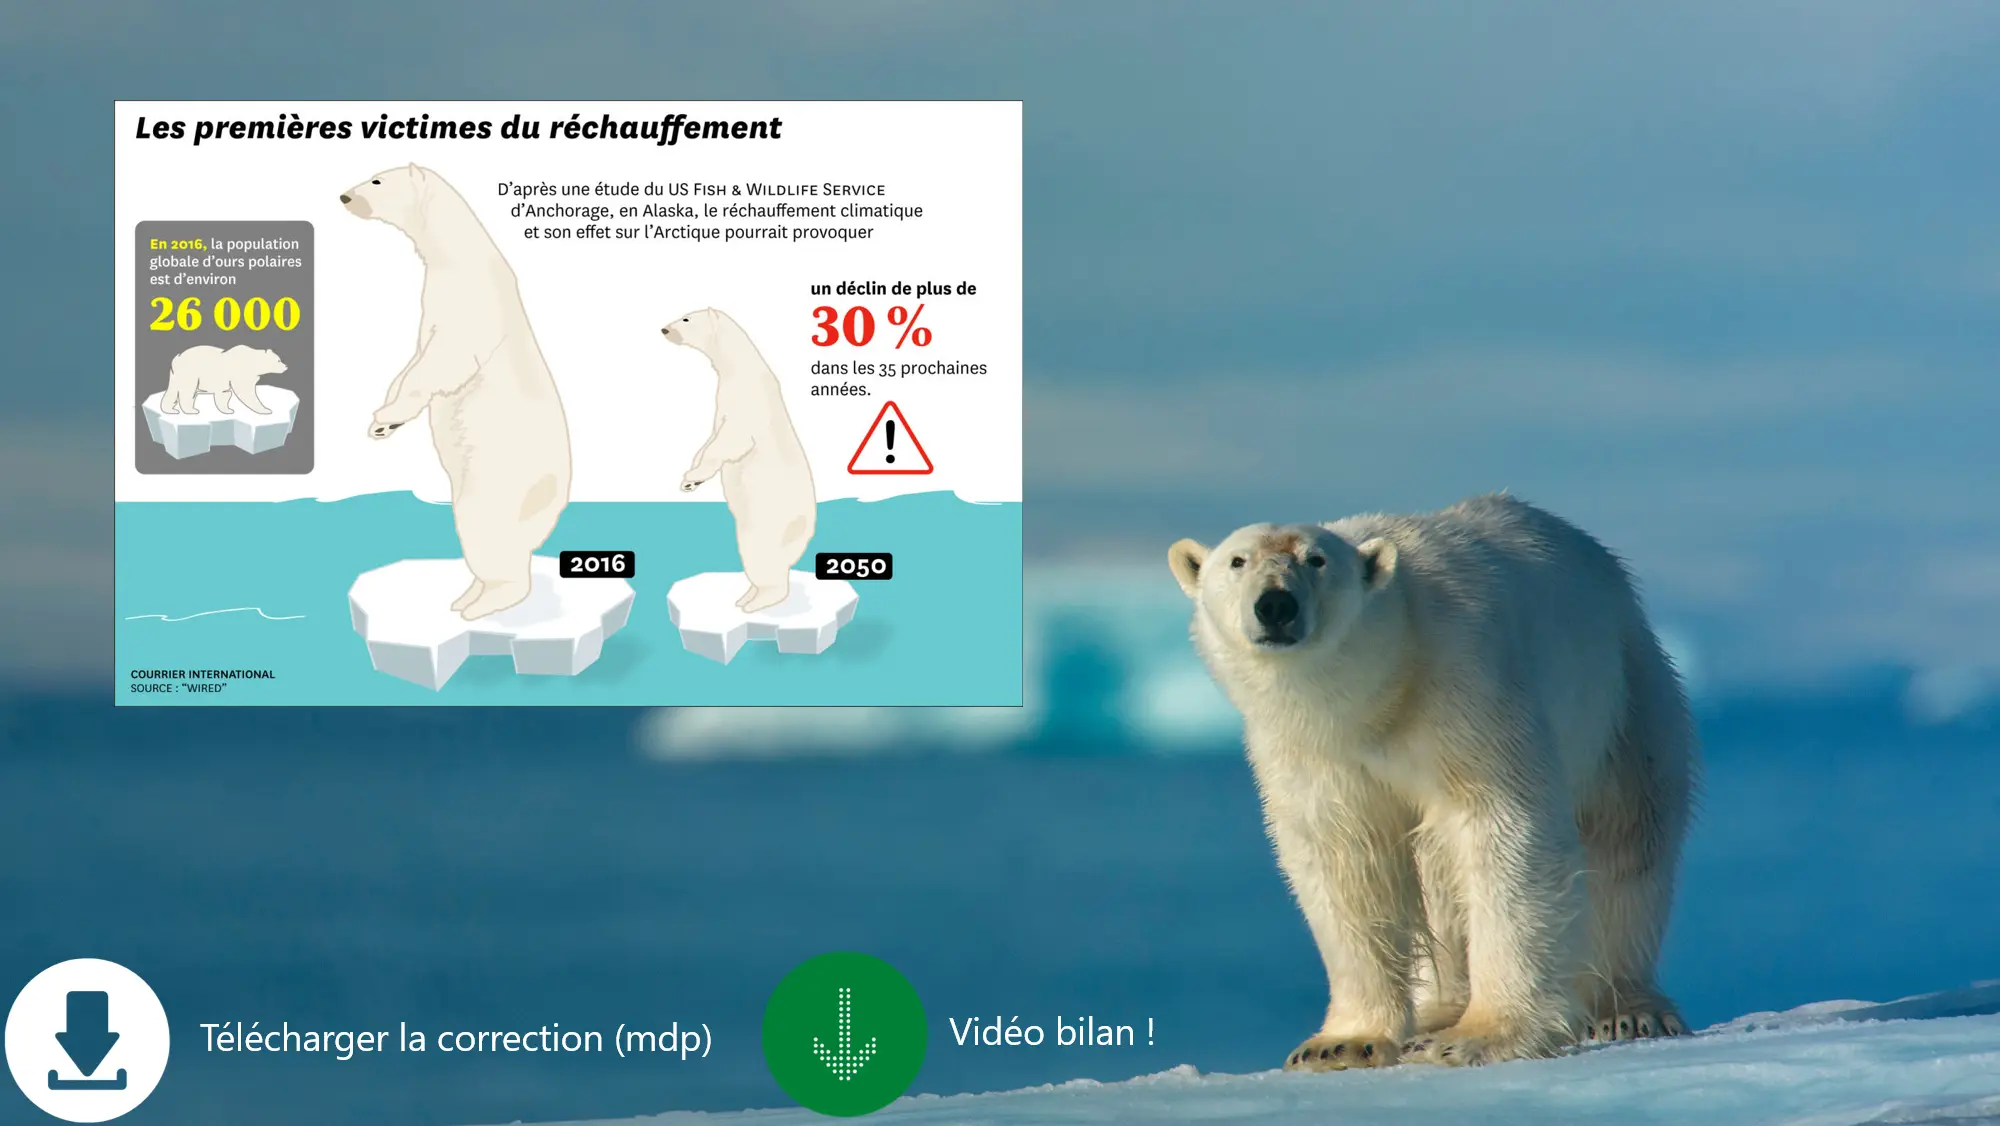 Les premières victimes du réchauffement
D'après une étude du US FISH & WILDLIFE SERVICE
d'Anchorage, en Alaska, le réchauffement climatique
et son effet sur l'Arctique pourrait provoquer
En 2016, la population
globale d'ours polaires
est d'environ
26 000
un déclin de plus de
30 %
dans les 35 prochaines
années.
!
2016
2050
COURRIER INTERNATIONAL
SOURCE : "WIRED"
Télécharger la correction (mdp)
Vidéo bilan !